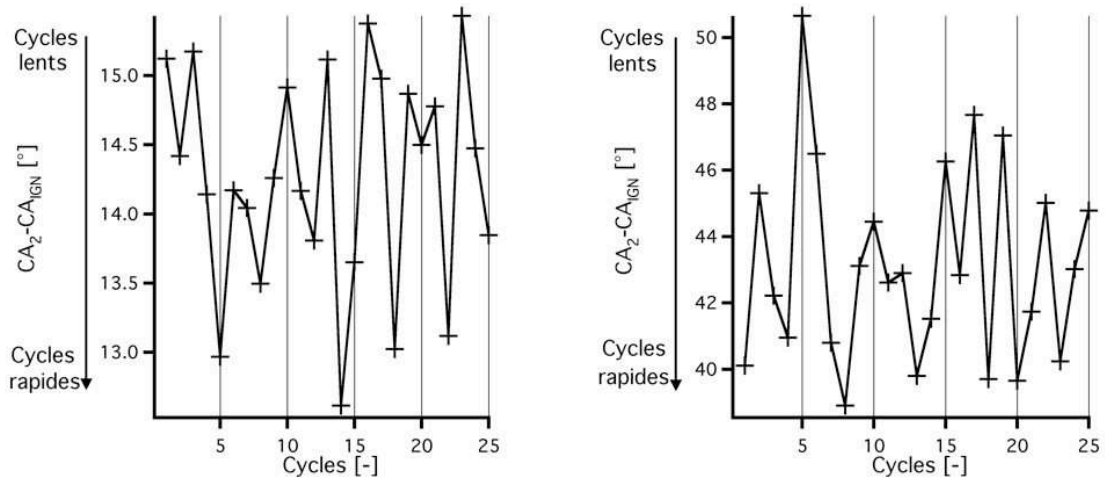 Cycles
lents
CA₂-CA_IGN [°]
Cycles
rapides
15.0
14.5
14.0
13.5
13.0
5 10 15 20 25
Cycles [-]
Cycles
lents
CA₂-CA_IGN [°]
Cycles
rapides
50
48
46
44
42
40
5 10 15 20 25
Cycles [-]